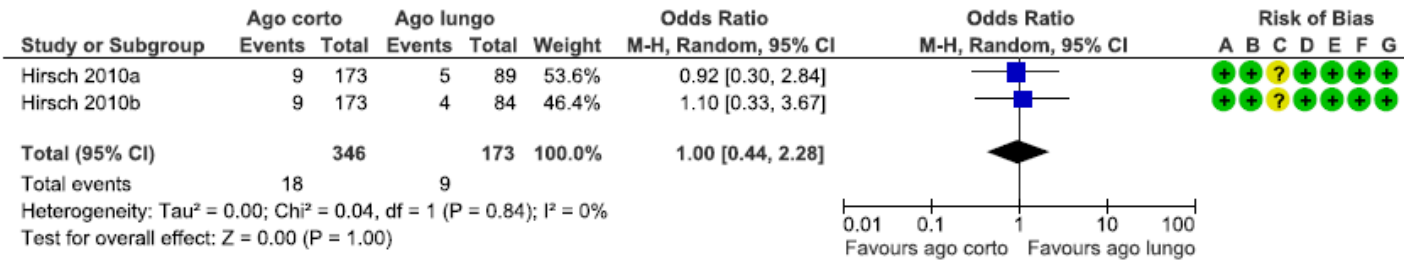 Ago corto Ago lungo Odds Ratio Odds Ratio Risk of Bias
Study or Subgroup Events Total Events Total Weight M-H, Random, 95% CI M-H, Random, 95% CI A B C D E F G
Hirsch 2010a 9 173 5 89 53.6% 0.92 [0.30, 2.84] + + ? + + + +
Hirsch 2010b 9 173 4 84 46.4% 1.10 [0.33, 3.67] + + ? + + + +
Total (95% CI) 346 173 100.0% 1.00 [0.44, 2.28]
Total events 18 9
Heterogeneity: Tau² = 0.00; Chi² = 0.04, df = 1 (P = 0.84); I² = 0%
Test for overall effect: Z = 0.00 (P = 1.00)
0.01 0.1 1 10 100
Favours ago corto Favours ago lungo